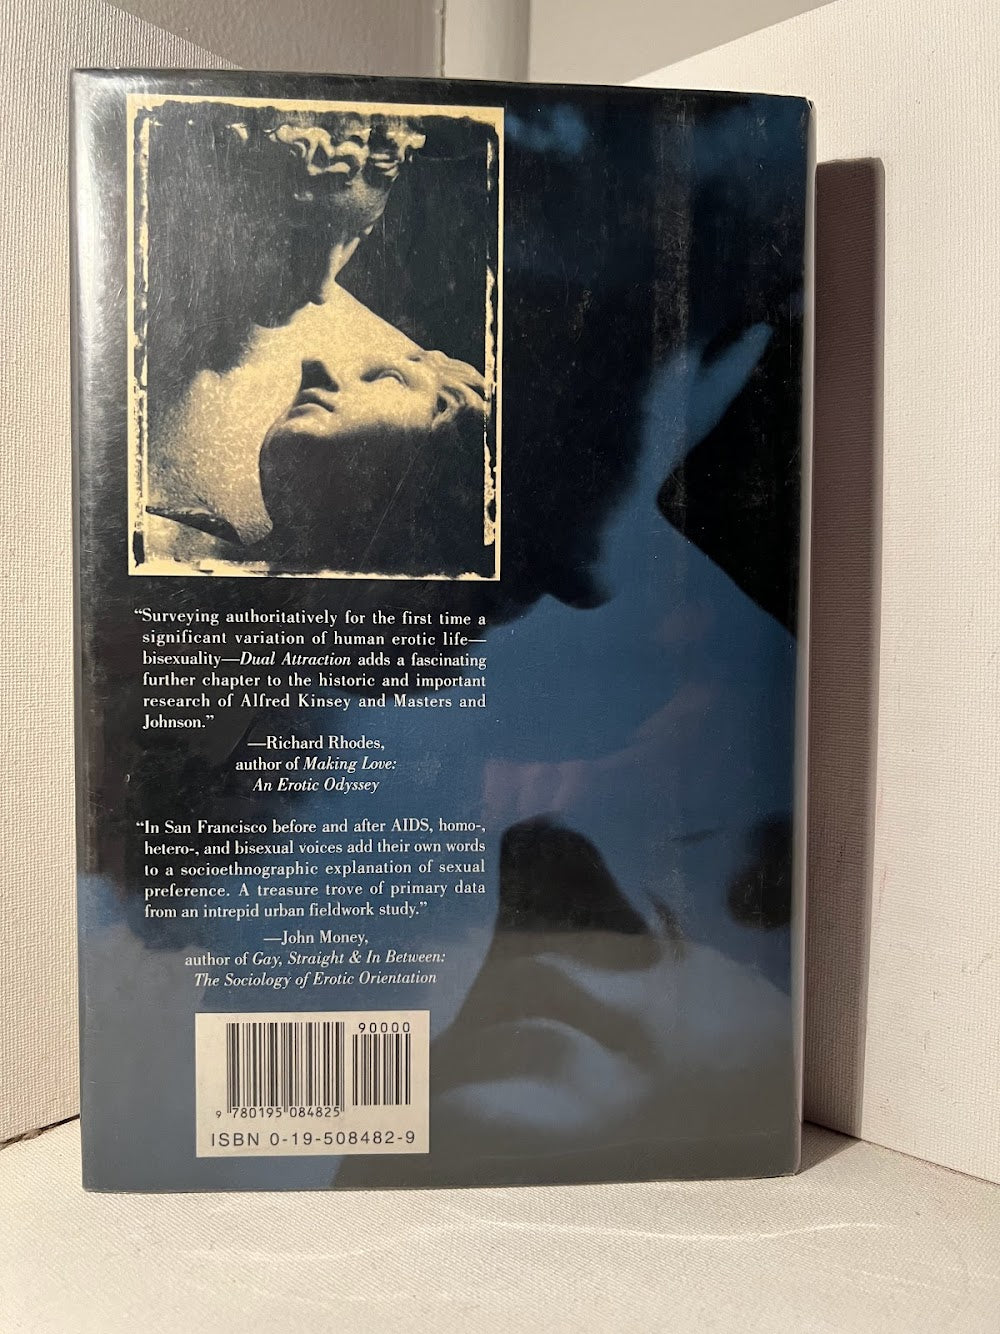 “Surveying authoritatively for the first time a
significant variation of human erotic life—
bisexuality—Dual Attraction adds a fascinating
further chapter to the historic and important
research of Alfred Kinsey and Masters and
Johnson.”
—Richard Rhodes,
author of Making Love:
An Erotic Odyssey
“In San Francisco before and after AIDS, homo-,
hetero-, and bisexual voices add their own words
to a socioethnographic explanation of sexual
preference. A treasure trove of primary data
from an intrepid urban fieldwork study.”
—John Money,
author of Gay, Straight & In Between:
The Sociology of Erotic Orientation
90000
9 780195 084825
ISBN 0-19-508482-9